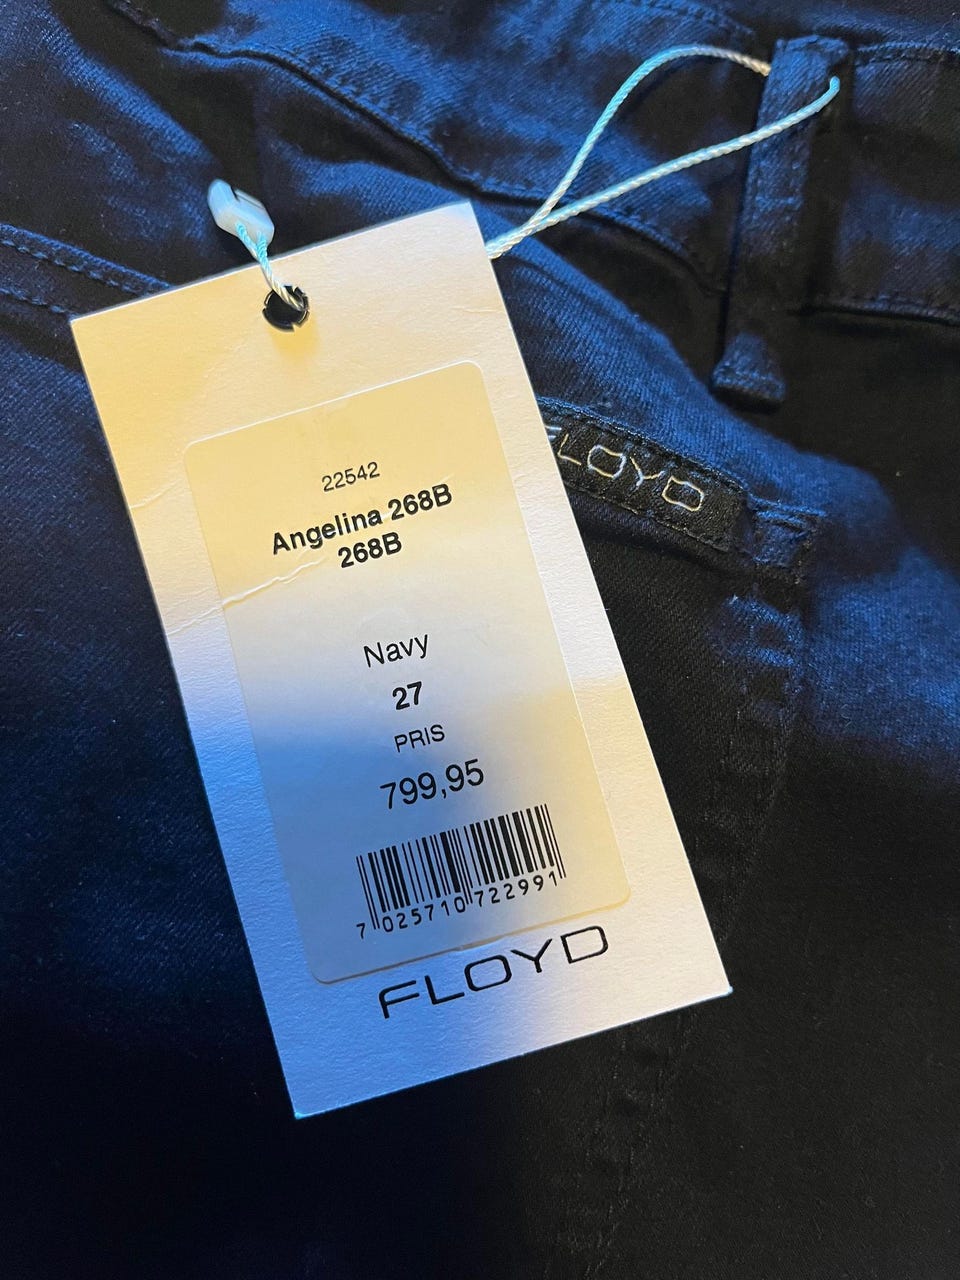 22542
Angelina 268B
268B
Navy
27
PRIS
799,95
7 025710 722991
FLOYD
FLOYD